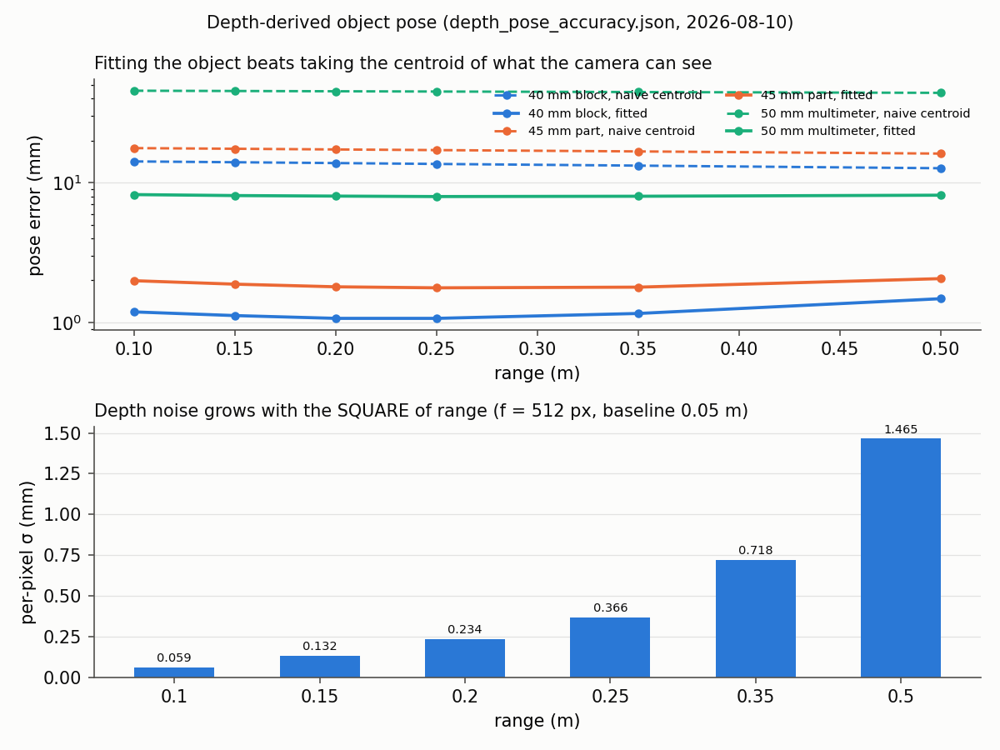 Depth-derived object pose (depth_pose_accuracy.json, 2026-08-10)
Fitting the object beats taking the centroid of what the camera can see
40 mm block, naive centroid
40 mm block, fitted
45 mm part, naive centroid
45 mm part, fitted
50 mm multimeter, naive centroid
50 mm multimeter, fitted
pose error (mm)
10¹
10⁰
0.10 0.15 0.20 0.25 0.30 0.35 0.40 0.45 0.50
range (m)
Depth noise grows with the SQUARE of range (f = 512 px, baseline 0.05 m)
per-pixel σ (mm)
1.50
1.25
1.00
0.75
0.50
0.25
0.00
0.059
0.132
0.234
0.366
0.718
1.465
0.1 0.15 0.2 0.25 0.35 0.5
range (m)